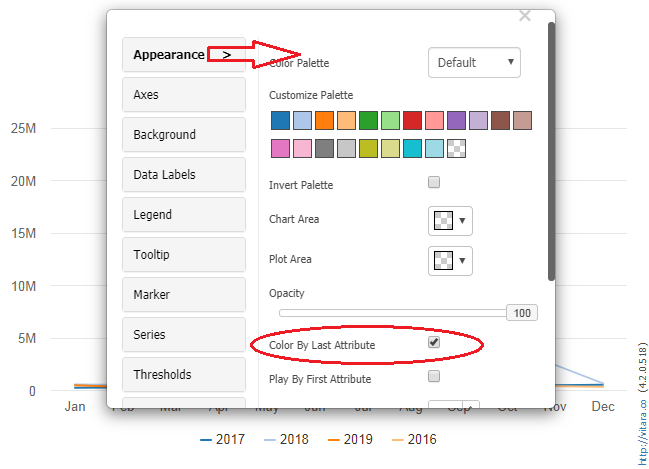 ×
Appearance >
Color Palette
Default
Axes
Customize Palette
Background
Data Labels
Invert Palette
Legend
Chart Area
Tooltip
Plot Area
Marker
Opacity
100
Series
Color By Last Attribute
Thresholds
Play By First Attribute
25M
20M
15M
10M
5M
0
Jan Feb Mar Apr May Jun Jul Aug Sep Oct Nov Dec
2017 2018 2019 2016
http://vitara.co (4.2.0.518)